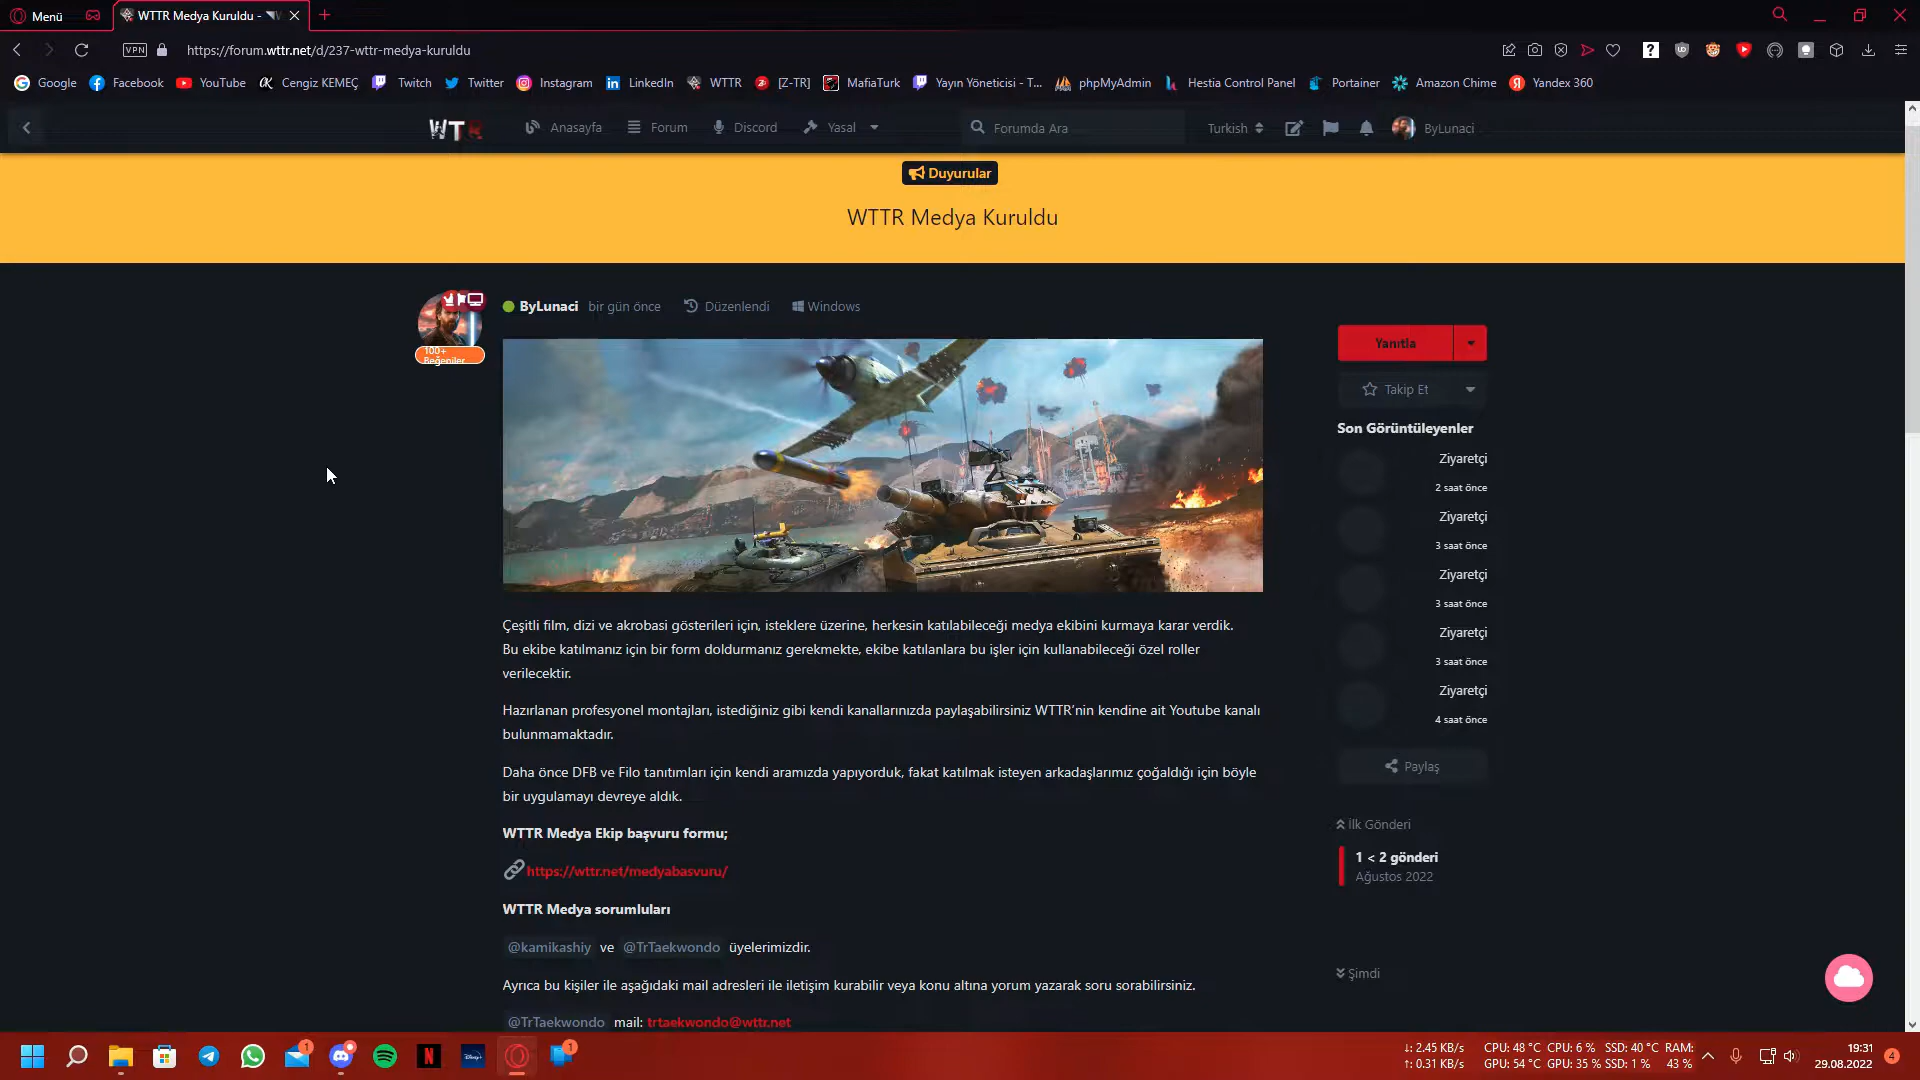 Menü
WTTR Medya Kuruldu -
VPN
https://forum.wttr.net/d/237-wttr-medya-kuruldu
Google Facebook YouTube Cengiz KEMEÇ Twitch Twitter Instagram LinkedIn WTTR [Z-TR] MafiaTurk Yayın Yöneticisi - T... phpMyAdmin Hestia Control Panel Portainer Amazon Chime Yandex 360
Anasayfa Forum Discord Yasal Forumda Ara Turkish ByLunaci
Duyurular
WTTR Medya Kuruldu
ByLunaci bir gün önce Düzenlendi Windows
100+
Beğeniler
Çeşitli film, dizi ve akrobasi gösterileri için, isteklere üzerine, herkesin katılabileceği medya ekibini kurmaya karar verdik.
Bu ekibe katılmanız için bir form doldurmanız gerekmekte, ekibe katılanlara bu işler için kullanabileceği özel roller
verilecektir.
Hazırlanan profesyonel montajları, istediğiniz gibi kendi kanallarınızda paylaşabilirsiniz WTTR'nin kendine ait Youtube kanalı
bulunmamaktadır.
Daha önce DFB ve Filo tanıtımları için kendi aramızda yapıyorduk, fakat katılmak isteyen arkadaşlarımız çoğaldığı için böyle
bir uygulamayı devreye aldık.
WTTR Medya Ekip başvuru formu;
https://wttr.net/medyabasvuru/
WTTR Medya sorumluları
@kamikashiy ve @TrTaekwondo üyelerimizdir.
Ayrıca bu kişiler ile aşağıdaki mail adresleri ile iletişim kurabilir veya konu altına yorum yazarak soru sorabilirsiniz.
@TrTaekwondo mail: trtaekwondo@wttr.net
Yanıtla
Takip Et
Son Görüntüleyenler
Ziyaretçi
2 saat önce
Ziyaretçi
3 saat önce
Ziyaretçi
3 saat önce
Ziyaretçi
3 saat önce
Ziyaretçi
4 saat önce
Paylaş
İlk Gönderi
1 < 2 gönderi
Ağustos 2022
Şimdi
↓: 2.45 KB/s CPU: 48 °C CPU: 6 % SSD: 40 °C RAM:
↑: 0.31 KB/s GPU: 54 °C GPU: 35 % SSD: 1 % 43 %
19:31
29.08.2022
4